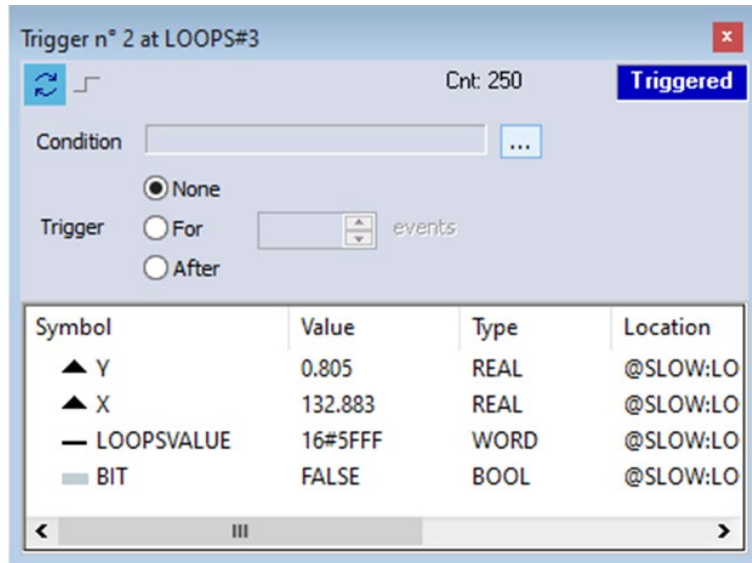 Trigger n° 2 at LOOPS#3
Cnt: 250 Triggered
Condition ...
None
Trigger For events
After
Symbol Value Type Location
Y 0.805 REAL @SLOW:LO
X 132.883 REAL @SLOW:LO
LOOPSVALUE 16#5FFF WORD @SLOW:LO
BIT FALSE BOOL @SLOW:LO